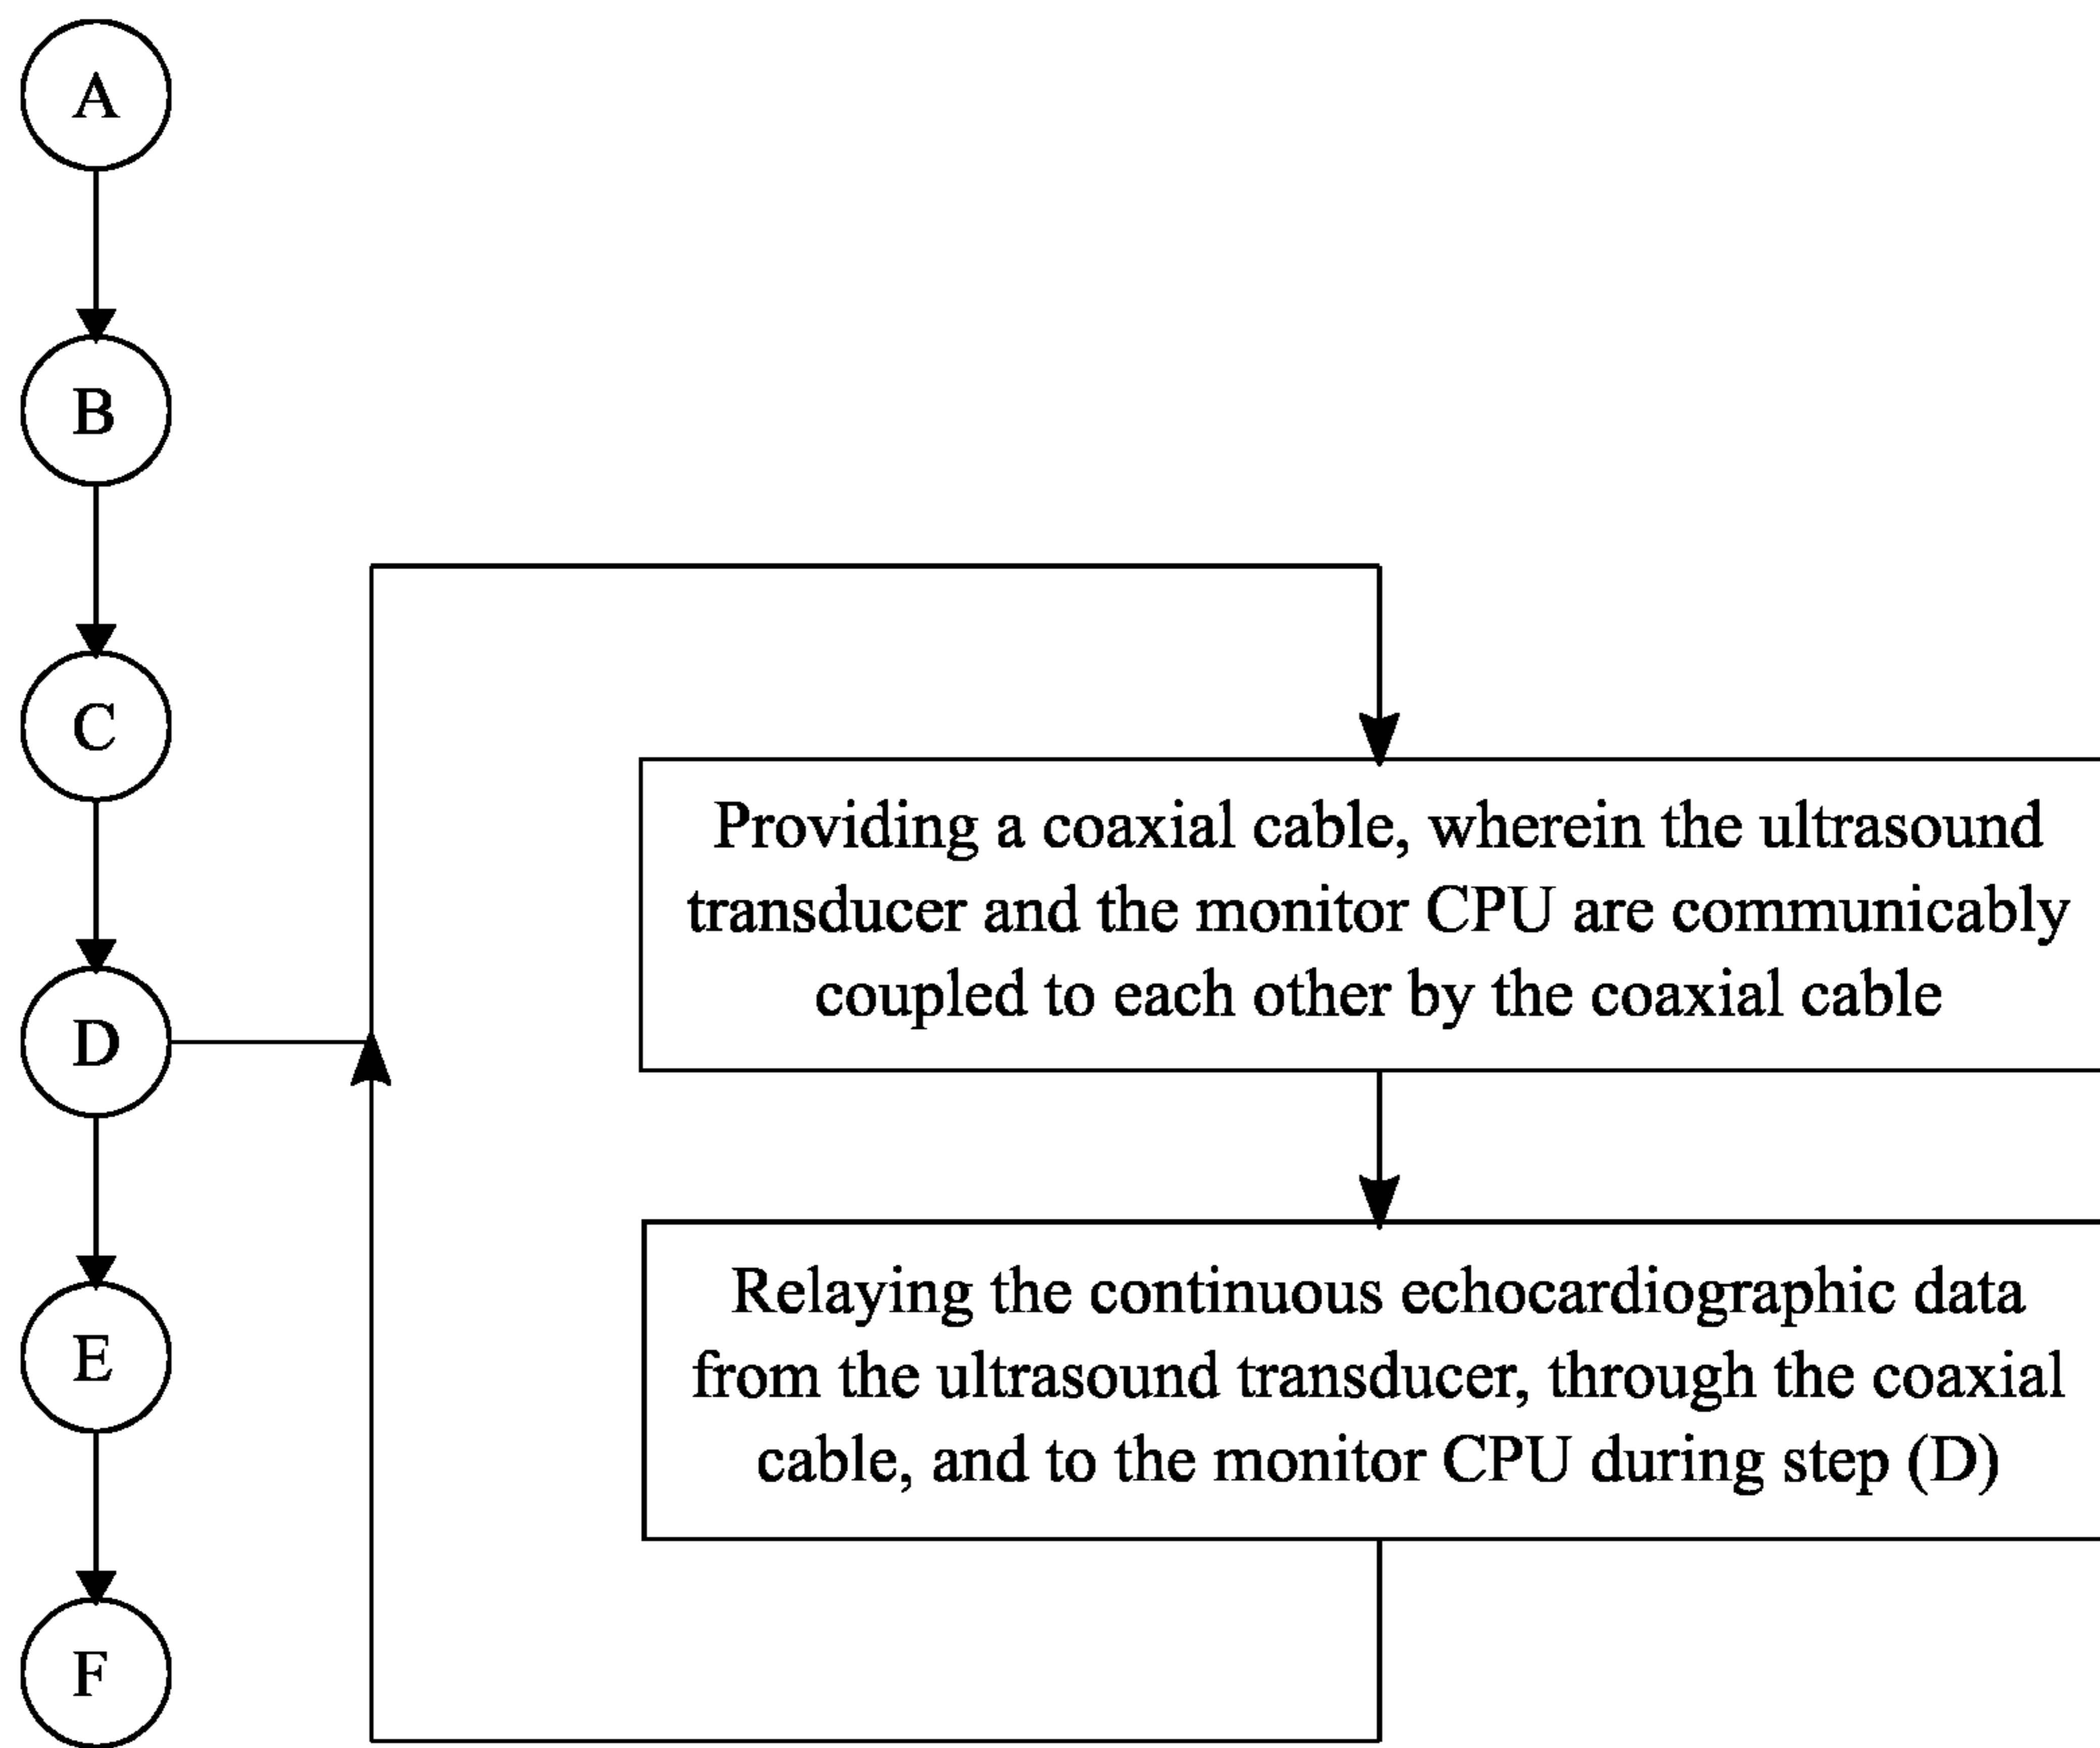 A
B
C
D
E
F
Providing a coaxial cable, wherein the ultrasound
transducer and the monitor CPU are communicably
coupled to each other by the coaxial cable
Relaying the continuous echocardiographic data
from the ultrasound transducer, through the coaxial
cable, and to the monitor CPU during step (D)